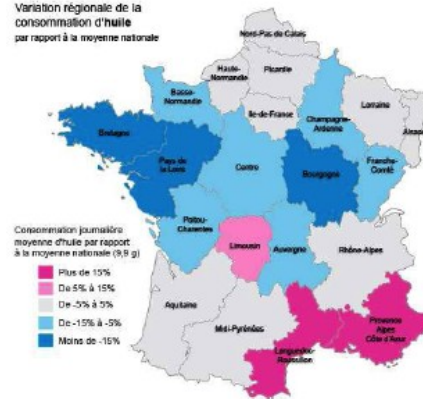 Variation régionale de la
consommation d'huile
par rapport à la moyenne nationale
Nord-Pas de Calais
Haute-
Normandie
Picardie
Basse-
Normandie
Ile-de-France
Champagne-
Ardenne
Lorraine
Alsace
Bretagne
Pays de
la Loire
Centre
Bourgogne
Franche-
Comté
Poitou-
Charentes
Limousin
Auvergne
Rhône-Alpes
Aquitaine
Midi-Pyrénées
Languedoc-
Roussillon
Provence
Alpes
Côte d'Azur
Consommation journalière
moyenne d'huile par rapport
à la moyenne nationale (9,9 g)
Plus de 15%
De 5% à 15%
De -5% à 5%
De -15% à -5%
Moins de -15%